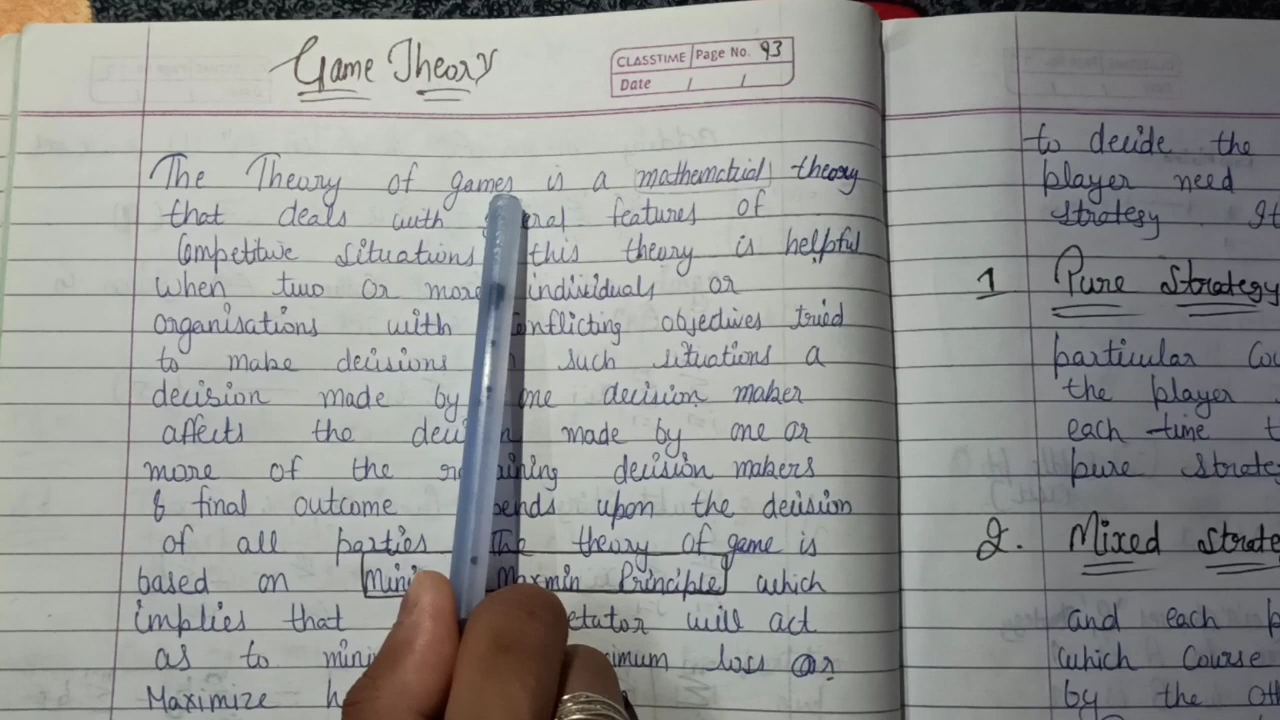 Game Theory
CLASSTIME Page No. 93
Date / /
The Theory of games is a mathematical theory
that deals with features of
Competitive Situations this theory is helpful
when two or more individuals or
organisations with conflicting objectives tried
to make decisions such situations a
decision made by one decision maker
affects the made by one or
more of the decision makers
& final outcome upon the decision
of all parties The theory of game is
based on Maxmin Principle which
implies that will act
as to loss or
Maximize
to decide the
player need
strategy It
1 Pure Strategy
particular
the player
each time
pure
2. Mixed
and each
which Course
by the